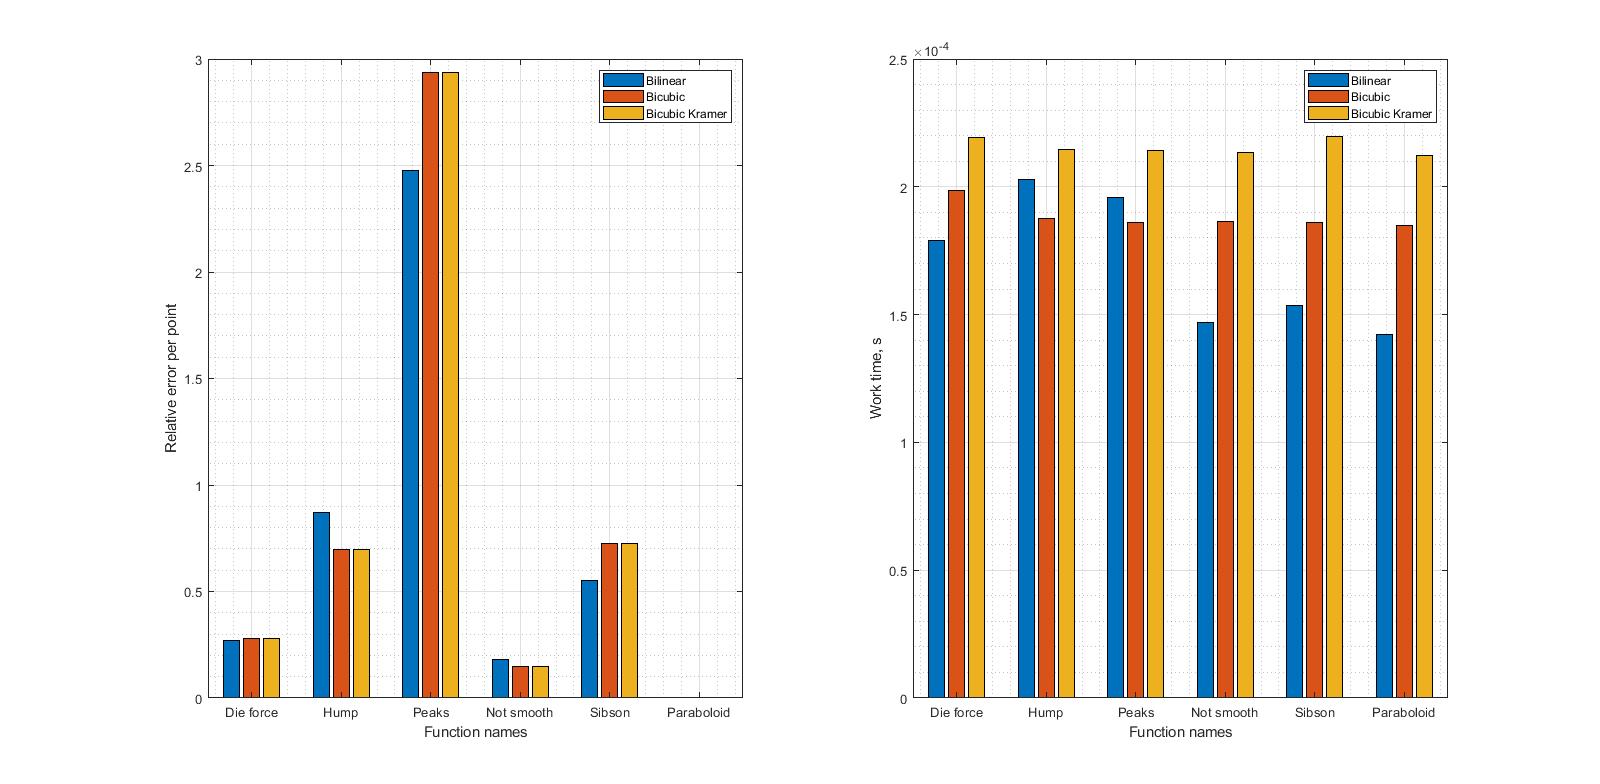 3
2.5
2
1.5
1
0.5
0
Relative error per point
Bilinear
Bicubic
Bicubic Kramer
Die force Hump Peaks Not smooth Sibson Paraboloid
Function names
×10-4
2.5
2
1.5
1
0.5
0
Work time, s
Bilinear
Bicubic
Bicubic Kramer
Die force Hump Peaks Not smooth Sibson Paraboloid
Function names